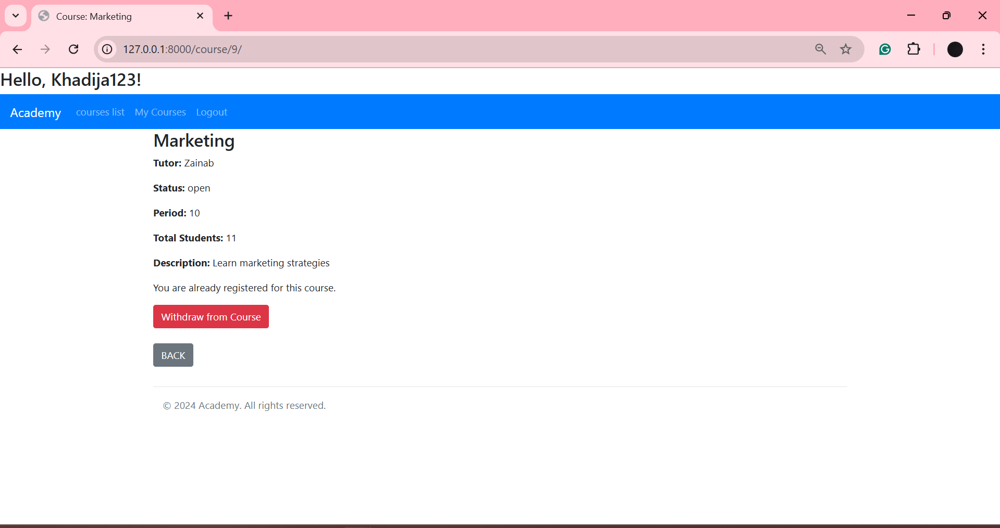 Course: Marketing
127.0.0.1:8000/course/9/
Hello, Khadija123!
Academy courses list My Courses Logout
Marketing
Tutor: Zainab
Status: open
Period: 10
Total Students: 11
Description: Learn marketing strategies
You are already registered for this course.
Withdraw from Course
BACK
© 2024 Academy. All rights reserved.